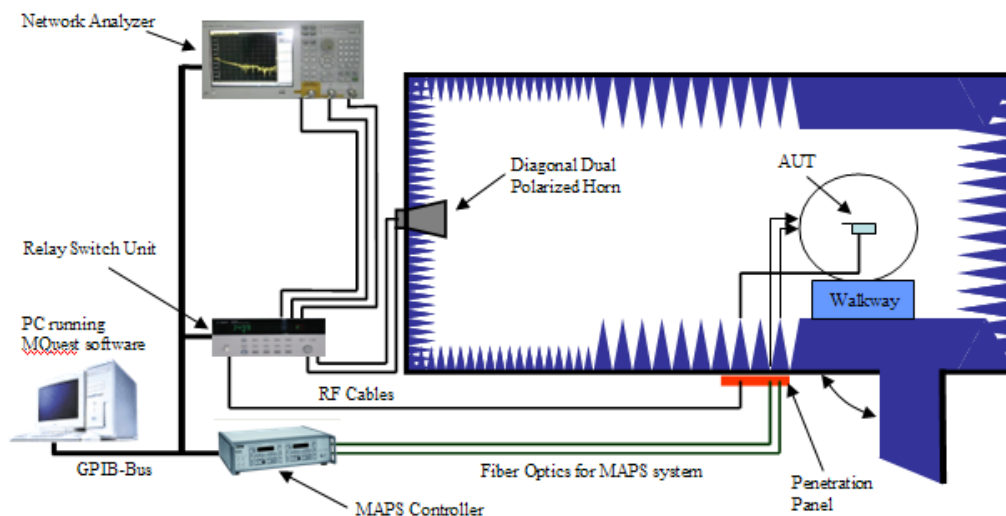 Network Analyzer
Diagonal Dual
Polarized Horn
AUT
Relay Switch Unit
Walkway
PC running
MQuest software
RF Cables
GPIB-Bus
Fiber Optics for MAPS system
Penetration
Panel
MAPS Controller